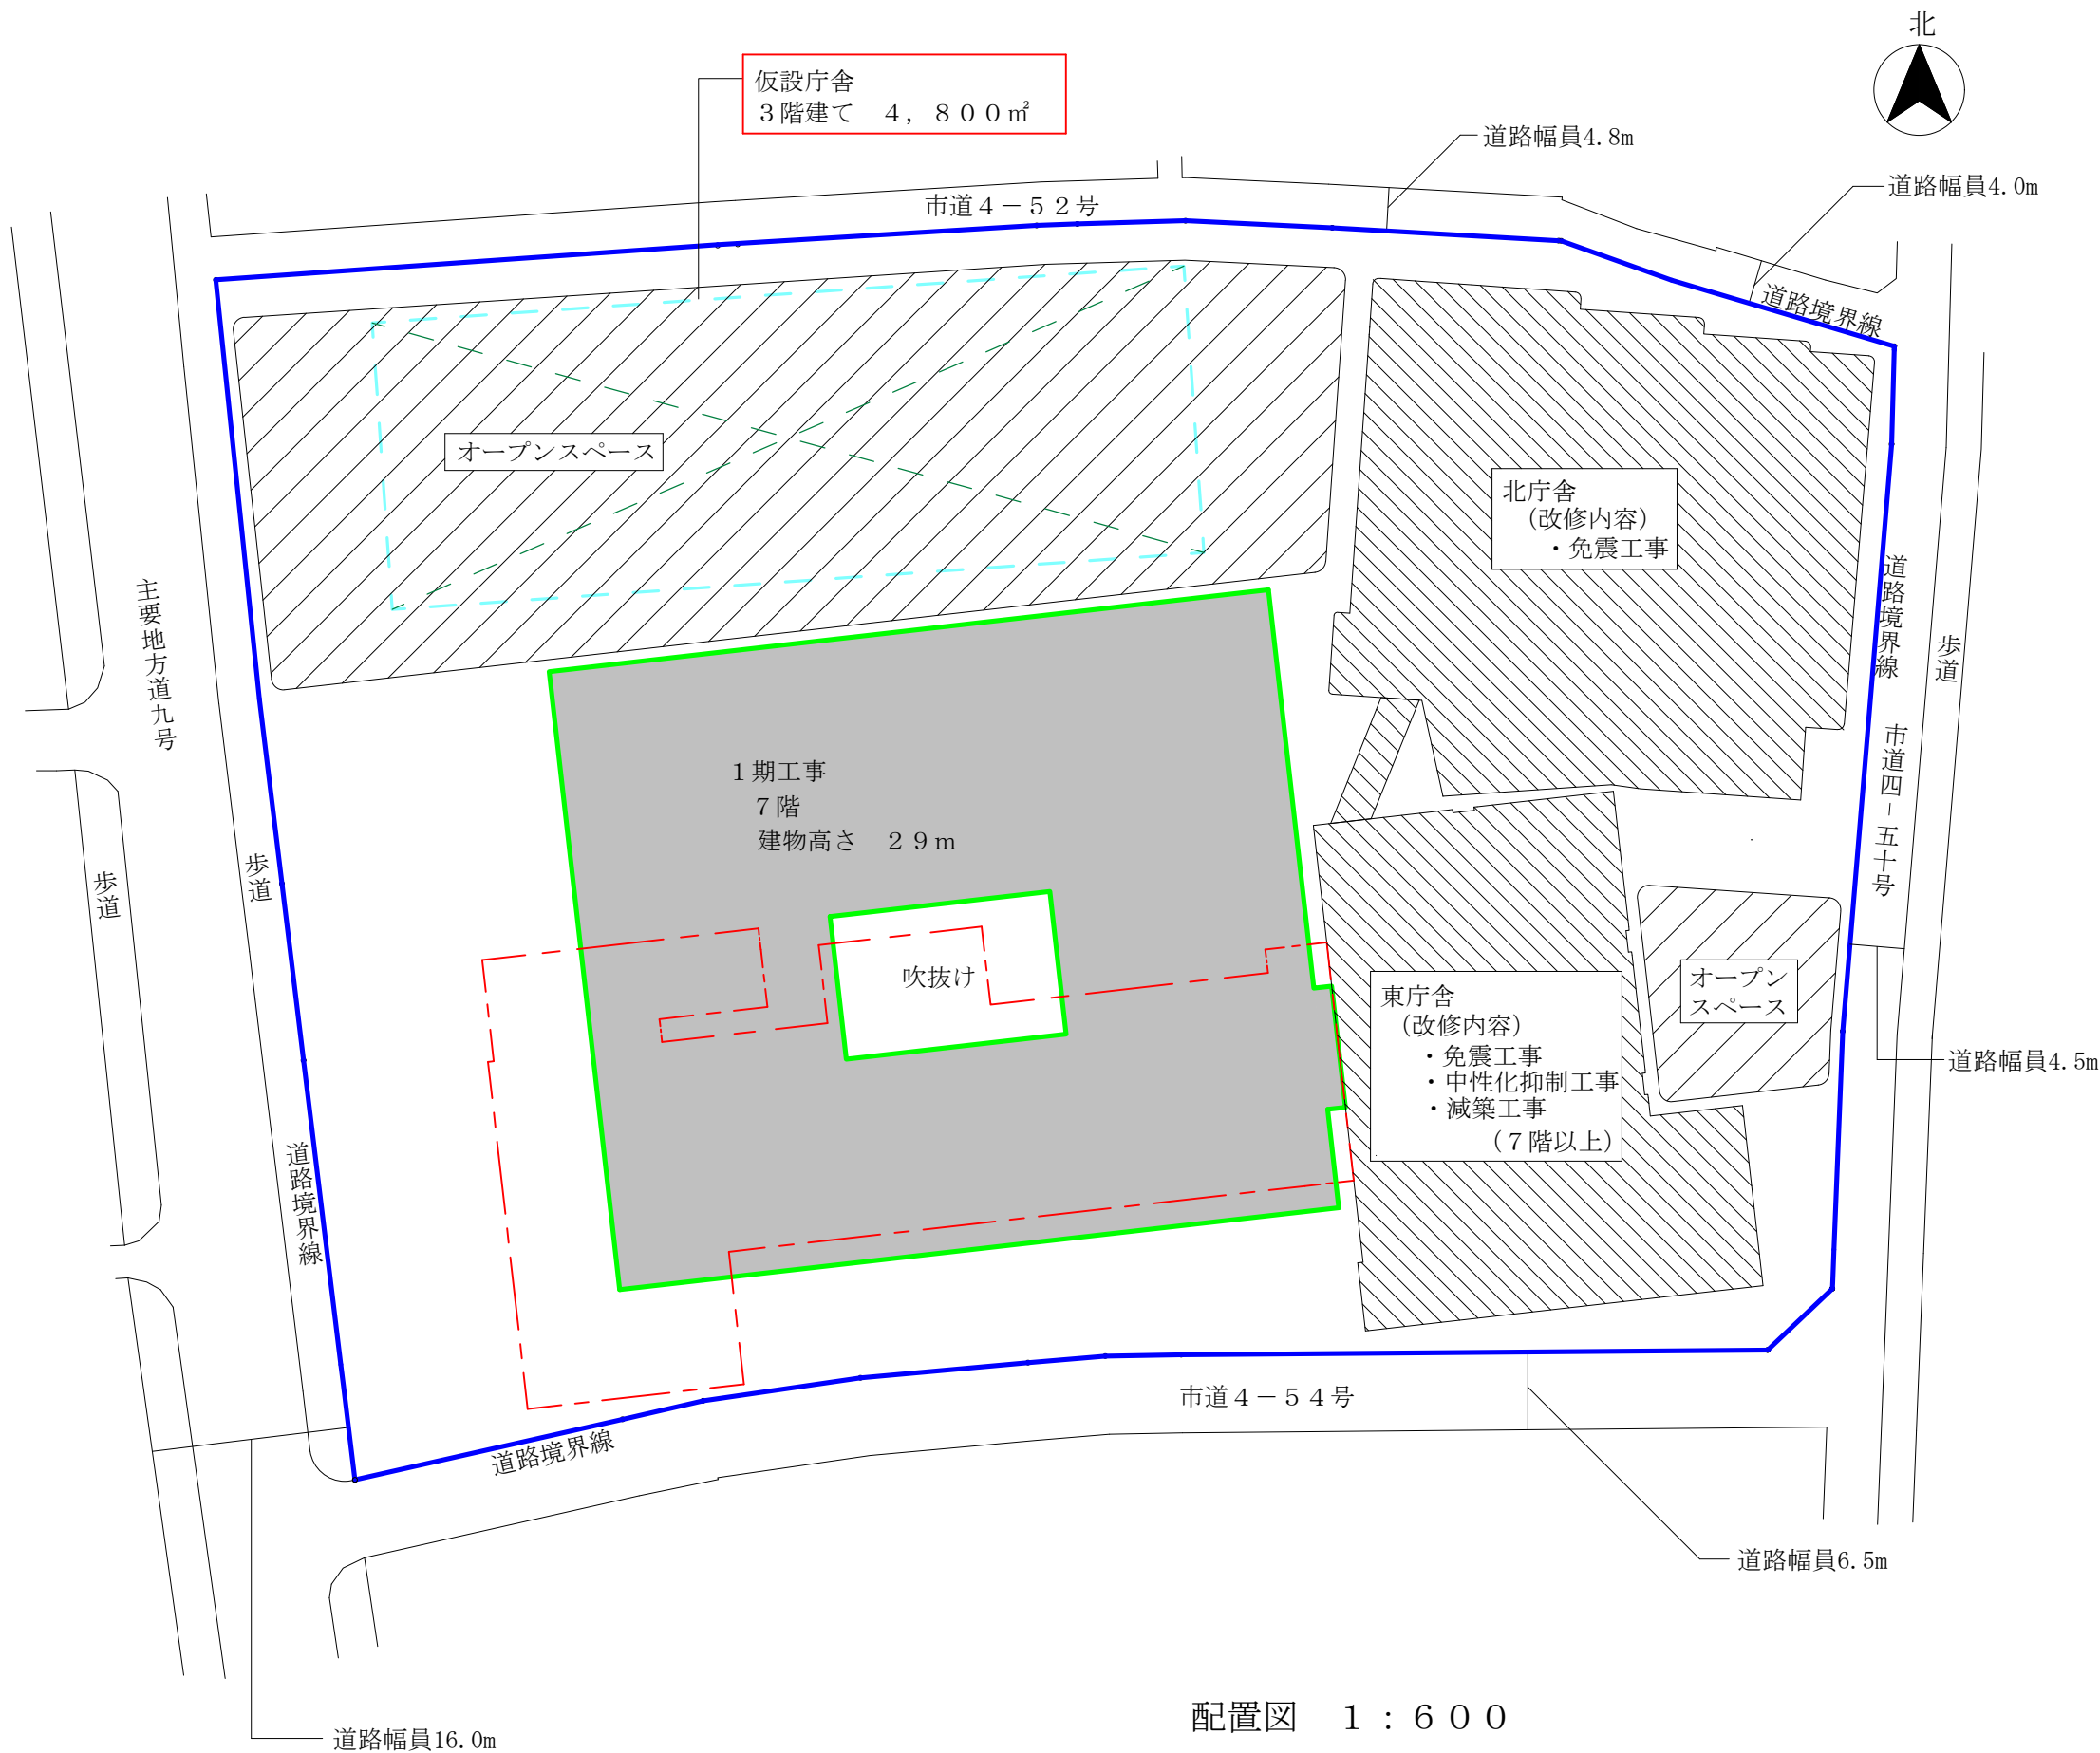 北
仮設庁舎
３階建て　４，８００㎡
道路幅員4.8m
道路幅員4.0m
市道４－５２号
道路境界線
オープンスペース
北庁舎
（改修内容）
・免震工事
道路境界線
歩道
主要地方道九号
市道四－五十号
１期工事
７階
建物高さ　２９ｍ
歩道
歩道
吹抜け
東庁舎
（改修内容）
・免震工事
・中性化抑制工事
・減築工事
（７階以上）
オープン
スペース
道路幅員4.5m
道路境界線
市道４－５４号
道路境界線
道路幅員6.5m
配置図　１：６００
道路幅員16.0m